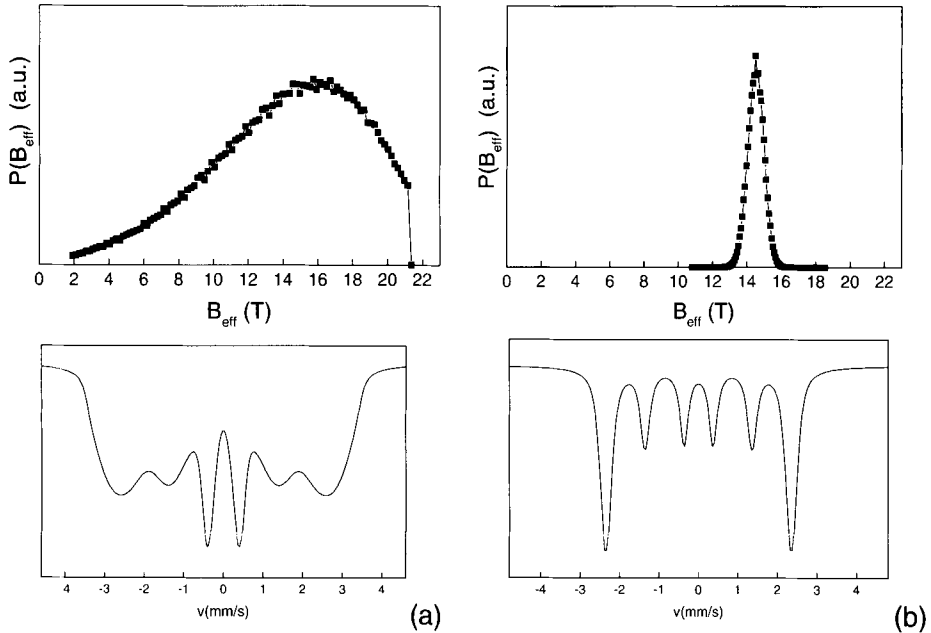 P(B_eff) (a.u.)
0 2 4 6 8 10 12 14 16 18 20 22
B_eff (T)
P(B_eff) (a.u.)
0 2 4 6 8 10 12 14 16 18 20 22
B_eff (T)
4 -3 -2 -1 0 1 2 3 4
v(mm/s)
(a)
-4 -3 -2 -1 0 1 2 3 4
v(mm/s)
(b)